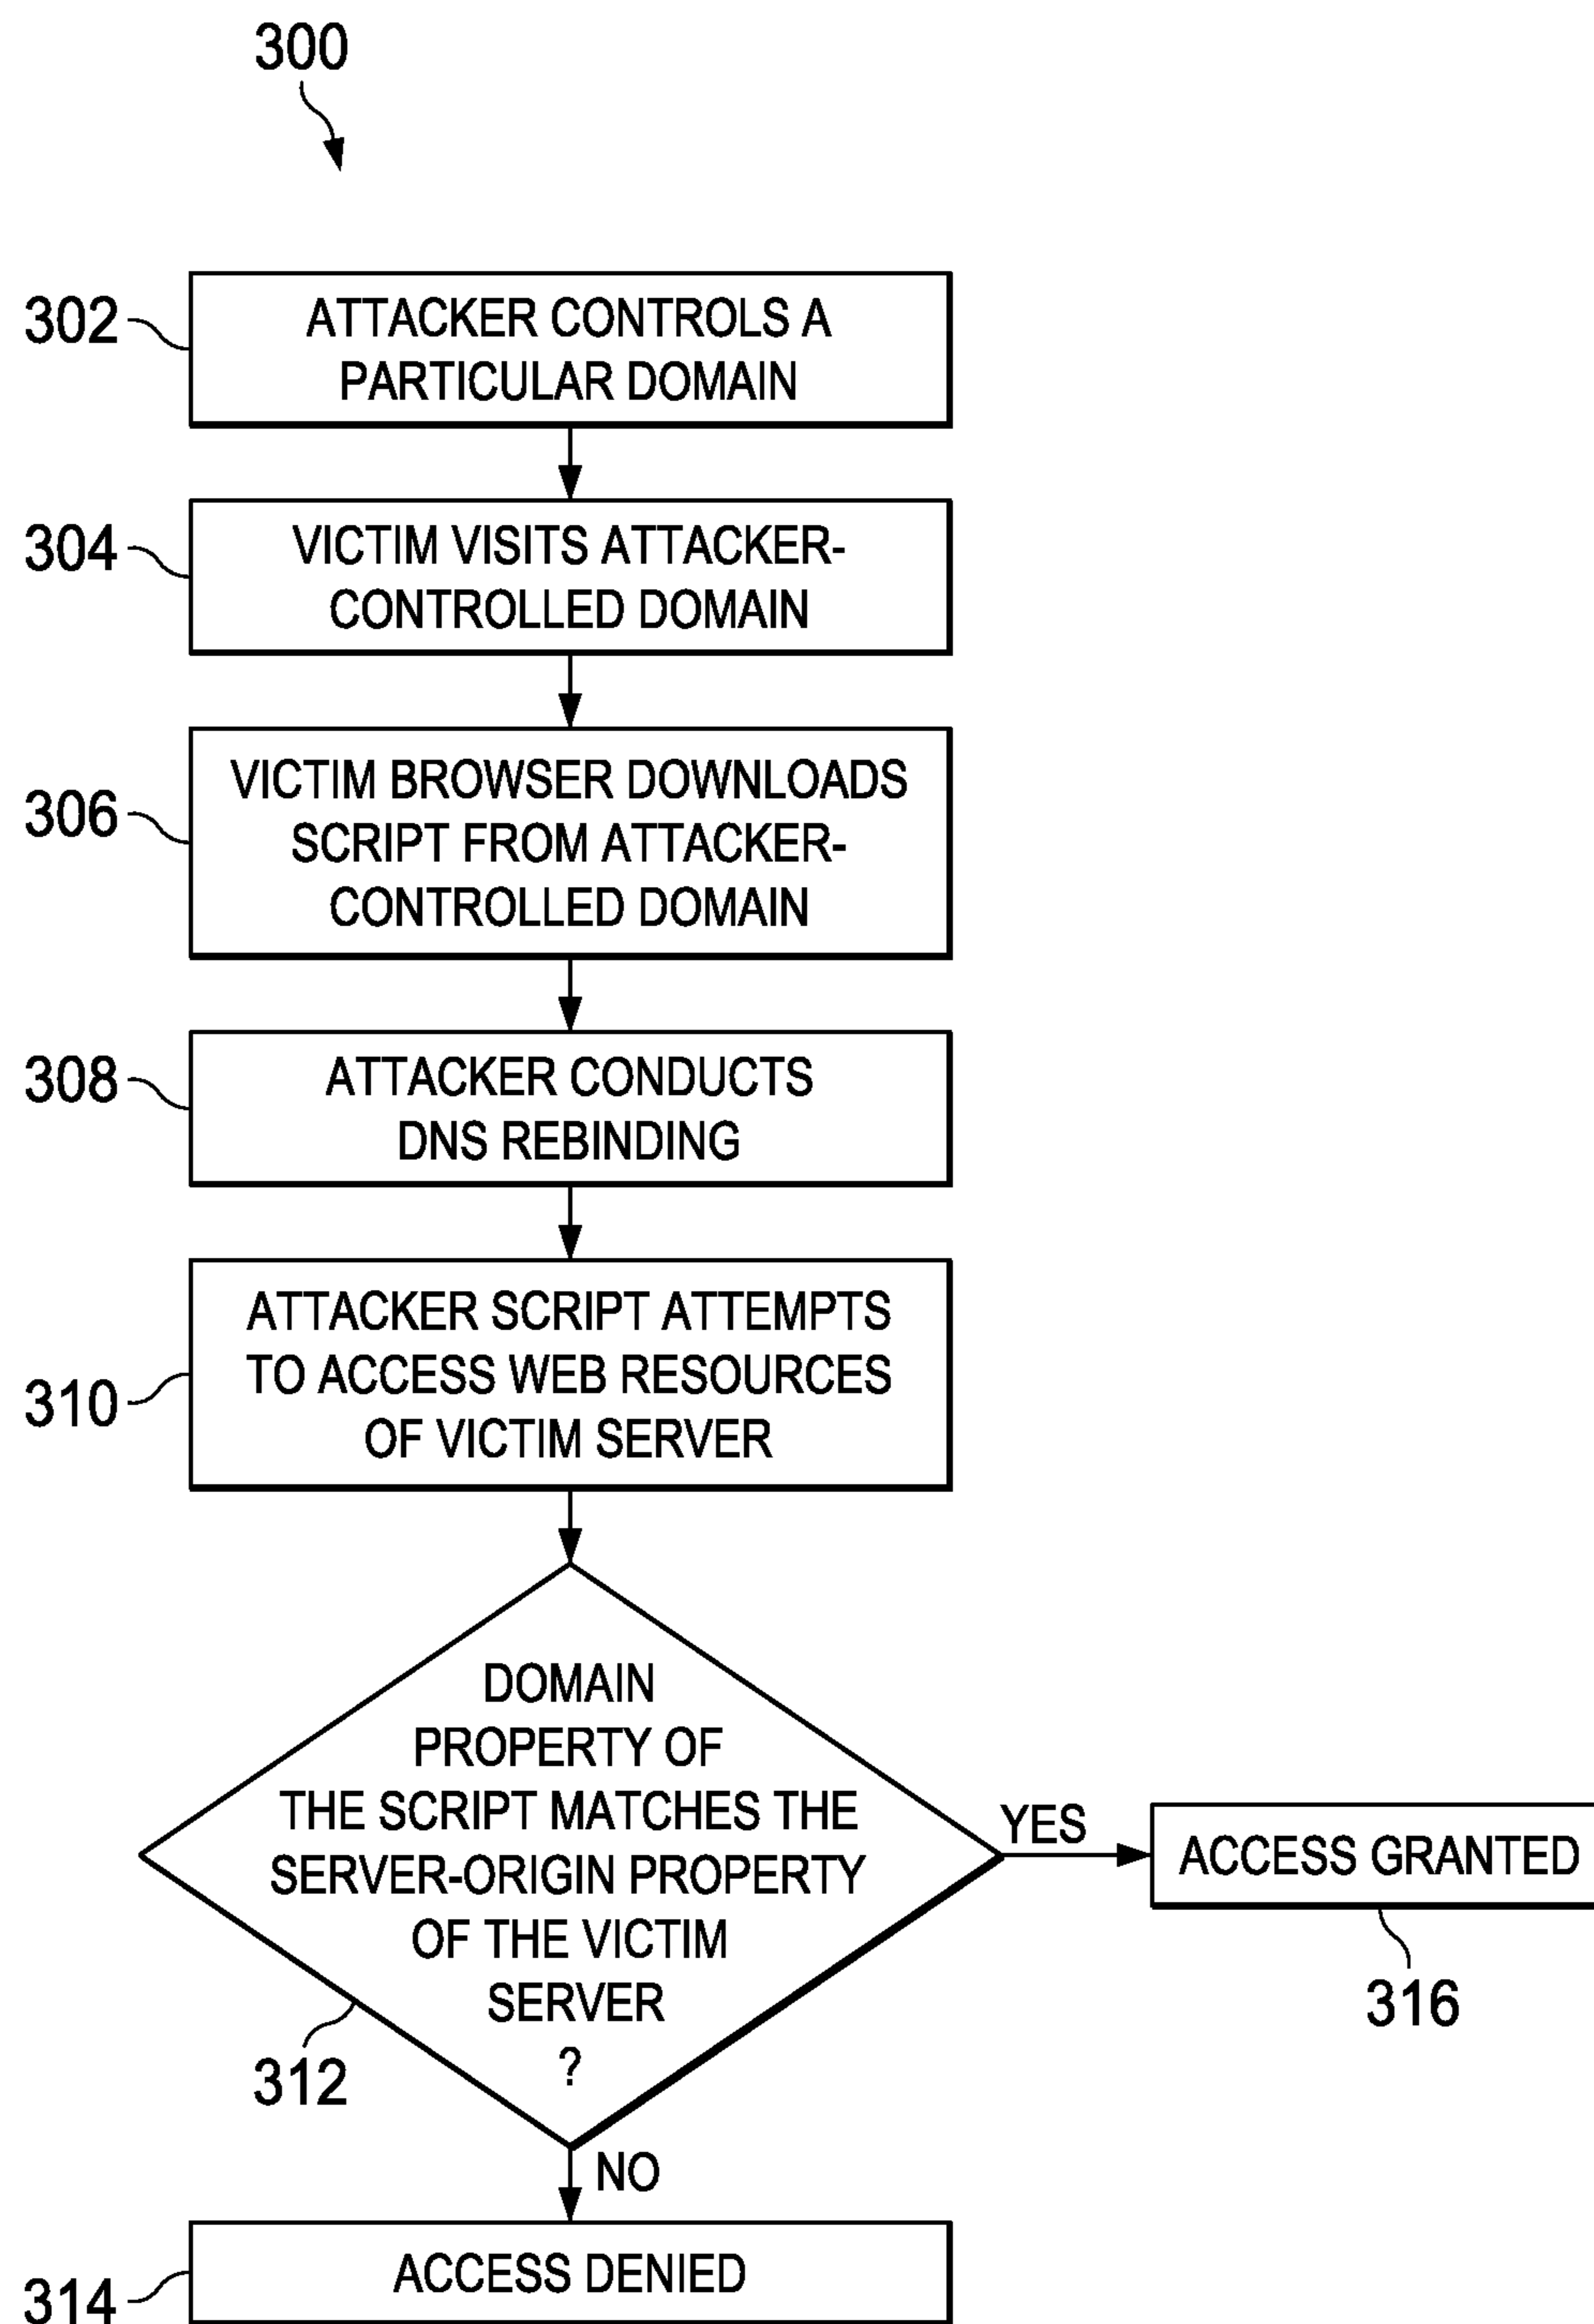 300
302
ATTACKER CONTROLS A
PARTICULAR DOMAIN
304
VICTIM VISITS ATTACKER-
CONTROLLED DOMAIN
306
VICTIM BROWSER DOWNLOADS
SCRIPT FROM ATTACKER-
CONTROLLED DOMAIN
308
ATTACKER CONDUCTS
DNS REBINDING
310
ATTACKER SCRIPT ATTEMPTS
TO ACCESS WEB RESOURCES
OF VICTIM SERVER
DOMAIN
PROPERTY OF
THE SCRIPT MATCHES THE
SERVER-ORIGIN PROPERTY
OF THE VICTIM
SERVER
?
312
YES
ACCESS GRANTED
316
NO
ACCESS DENIED
314